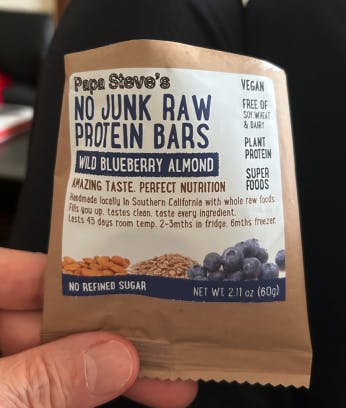 Papa Steve's
NO JUNK RAW
PROTEIN BARS
WILD BLUEBERRY ALMOND
AMAZING TASTE. PERFECT NUTRITION
Handmade locally In Southern California with whole raw foods.
Fills you up, tastes clean, taste every ingredient.
Lasts 45 days room temp. 2-3mths in fridge. 6mths freezer.
VEGAN
FREE OF
SOY, WHEAT
& DAIRY
PLANT
PROTEIN
SUPER
FOODS
NO REFINED SUGAR
NET WT. 2.11 oz (60g)